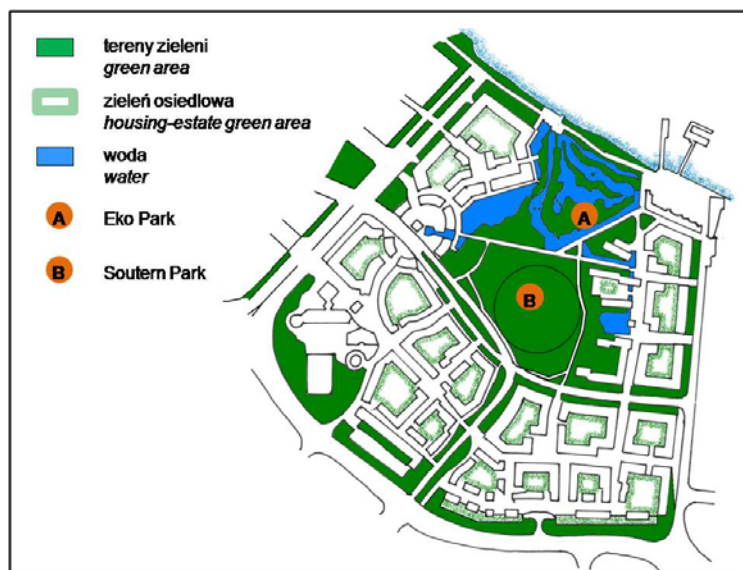 tereny zieleni
green area
zieleń osiedlowa
housing-estate green area
woda
water
A Eko Park
B Soutern Park
A
B